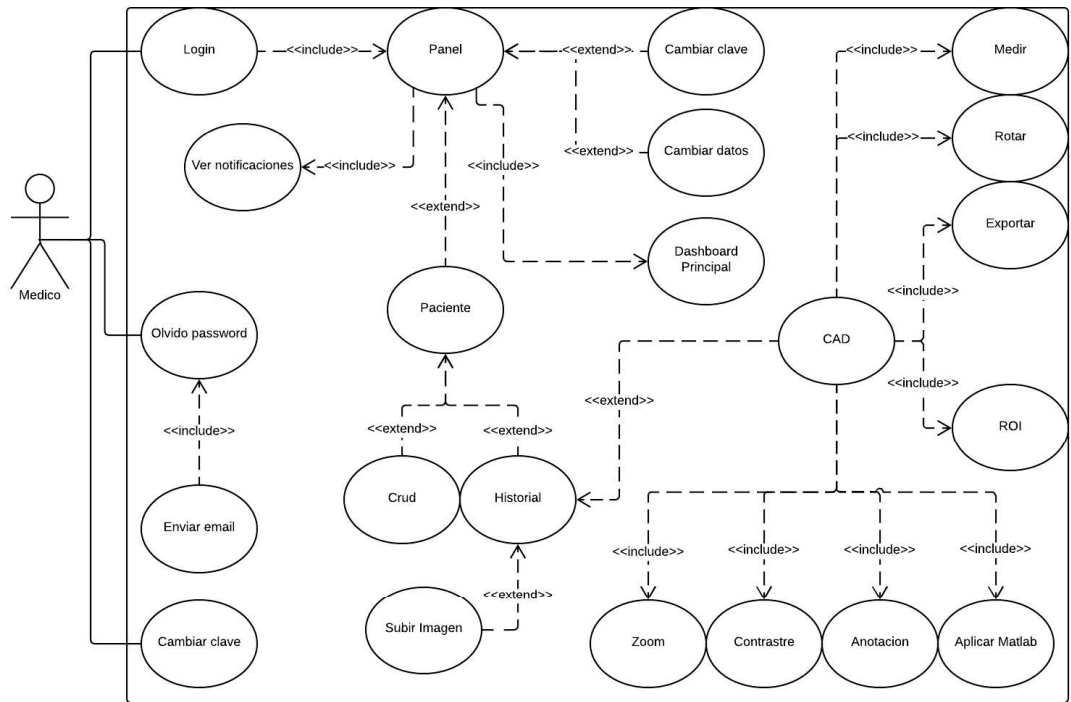 Login
<<include>>
Panel
<<extend>>
Cambiar clave
<<include>>
Medir
Ver notificaciones
<<include>>
<<include>>
<<extend>>
Cambiar datos
<<include>>
Rotar
<<extend>>
Dashboard
Principal
Exportar
Medico
<<include>>
Olvido password
Paciente
CAD
<<include>>
<<include>>
<<extend>>
<<extend>>
<<extend>>
ROI
Enviar email
Crud
Historial
<<include>>
<<include>>
<<include>>
<<include>>
<<extend>>
Cambiar clave
Subir Imagen
Zoom
Contrastre
Anotacion
Aplicar Matlab